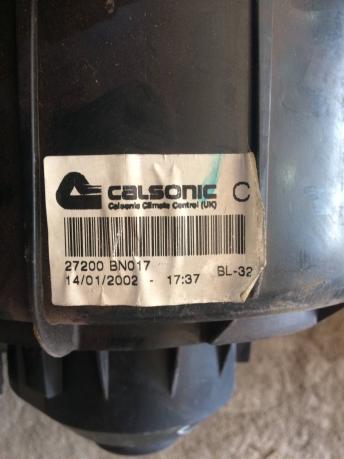 CALSONIC C
Calsonic Climate Control (UK)
27200 BN017 BL-32
14/01/2002 - 17:37